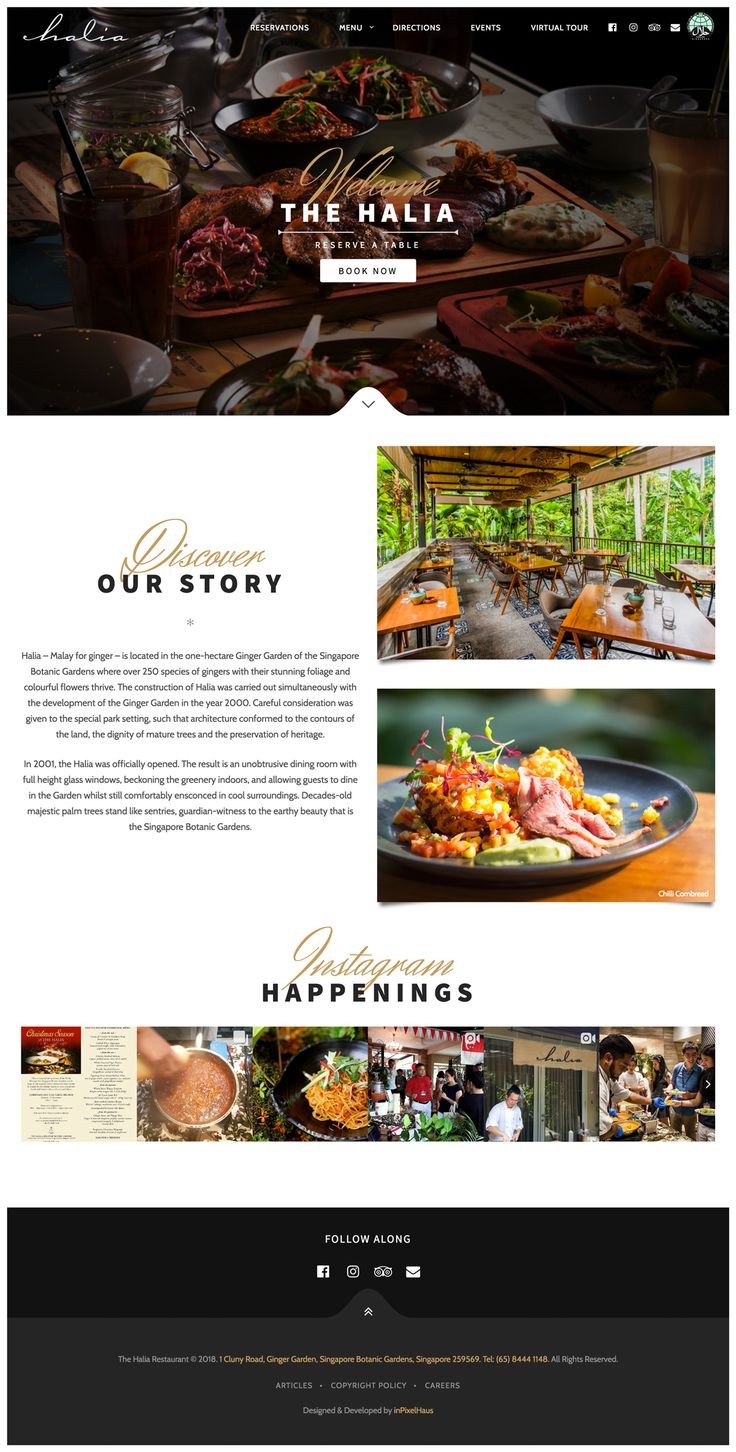 halia
RESERVATIONS MENU DIRECTIONS EVENTS VIRTUAL TOUR
Welcome
THE HALIA
RESERVE A TABLE
BOOK NOW
Discover
OUR STORY
Halia – Malay for ginger – is located in the one-hectare Ginger Garden of the Singapore
Botanic Gardens where over 250 species of gingers with their stunning foliage and
colourful flowers thrive. The construction of Halia was carried out simultaneously with
the development of the Ginger Garden in the year 2000. Careful consideration was
given to the special park setting, such that architecture conformed to the contours of
the land, the dignity of mature trees and the preservation of heritage.
In 2001, the Halia was officially opened. The result is an unobtrusive dining room with
full height glass windows, beckoning the greenery indoors, and allowing guests to dine
in the Garden whilst still comfortably ensconced in cool surroundings. Decades-old
majestic palm trees stand like sentries, guardian-witness to the earthy beauty that is
the Singapore Botanic Gardens.
Chilli Cornbread
Instagram
HAPPENINGS
Christmas Season
at THE HALIA
halia
FOLLOW ALONG
The Halia Restaurant © 2018. 1 Cluny Road, Ginger Garden, Singapore Botanic Gardens, Singapore 259569. Tel: (65) 8444 1148. All Rights Reserved.
ARTICLES • COPYRIGHT POLICY • CAREERS
Designed & Developed by inPixelHaus